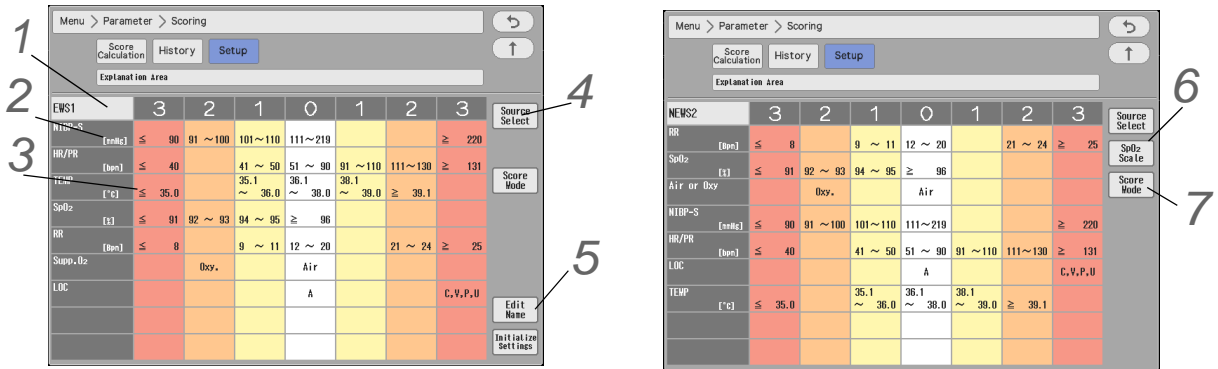 Menu > Parameter > Scoring
Score Calculation History Setup
Explanation Area
EWS1 3 2 1 0 1 2 3
NIBP-S [mmHg] ≦ 90 91 ~100 101~110 111~219 ≧ 220
HR/PR [bpm] ≦ 40 41 ~ 50 51 ~ 90 91 ~110 111~130 ≧ 131
TEMP [°C] ≦ 35.0 35.1 ~ 36.0 36.1 ~ 38.0 38.1 ~ 39.0 ≧ 39.1
SpO₂ [%] ≦ 91 92 ~ 93 94 ~ 95 ≧ 96
RR [Bpm] ≦ 8 9 ~ 11 12 ~ 20 21 ~ 24 ≧ 25
Supp.O₂ Oxy. Air
LOC A C,V,P,U
Source Select
Score Mode
Edit Name
Initialize Settings
1
2
3
4
5
Menu > Parameter > Scoring
Score Calculation History Setup
Explanation Area
NEWS2 3 2 1 0 1 2 3
RR [Bpm] ≦ 8 9 ~ 11 12 ~ 20 21 ~ 24 ≧ 25
SpO₂ [%] ≦ 91 92 ~ 93 94 ~ 95 ≧ 96
Air or Oxy Oxy. Air
NIBP-S [mmHg] ≦ 90 91 ~100 101~110 111~219 ≧ 220
HR/PR [bpm] ≦ 40 41 ~ 50 51 ~ 90 91 ~110 111~130 ≧ 131
LOC A C,V,P,U
TEMP [°C] ≦ 35.0 35.1 ~ 36.0 36.1 ~ 38.0 38.1 ~ 39.0 ≧ 39.1
Source Select
SpO₂ Scale
Score Mode
6
7